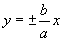 y = ± b/a x